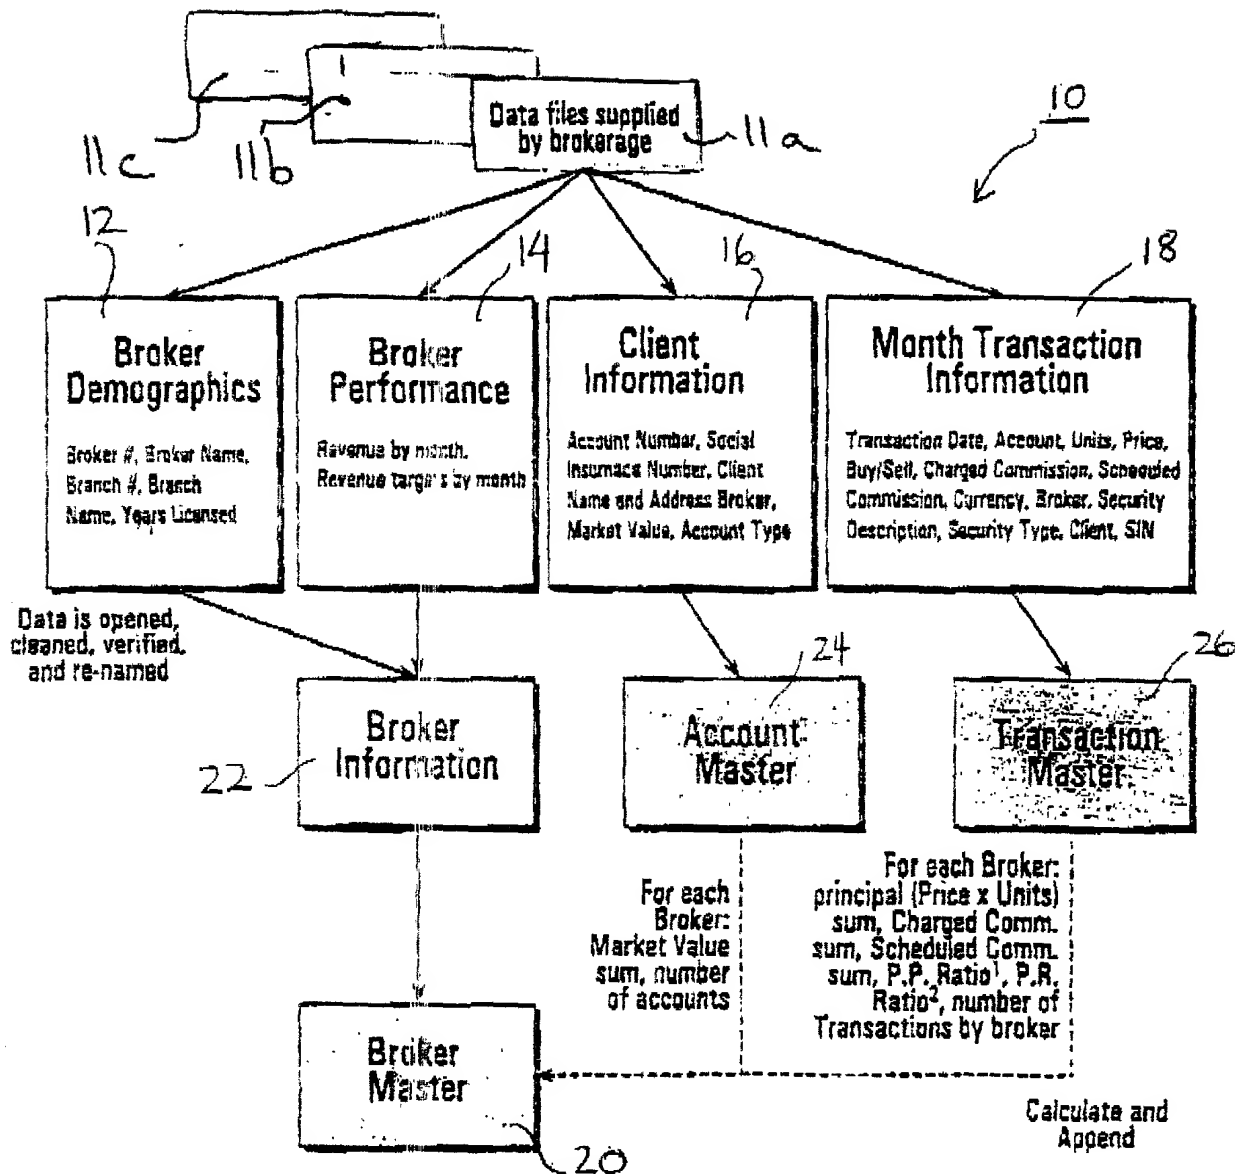 Data files supplied
by brokerage
11a
11b
11c
10
12
14
16
18
Broker
Demographics
Broker #, Broker Name,
Branch #, Branch
Name, Years Licensed
Broker
Performance
Revenue by month,
Revenue targe's by month
Client
Information
Account Number, Social
Insurnace Number, Client
Name and Address Broker,
Market Value, Account Type
Month Transaction
Information
Transaction Date, Account, Units, Price,
Buy/Sell, Charged Commission, Scheduled
Commission, Currency, Broker, Security
Description, Security Type, Client, SIN
Data is opened,
cleaned, verified,
and re-named
Broker
Information
22
Account
Master
24
Transaction
Master
26
For each
Broker:
Market Value
sum, number
of accounts
For each Broker:
principal (Price x Units)
sum, Charged Comm.
sum, Scheduled Comm.
sum, P.P. Ratio¹, P.R.
Ratio², number of
Transactions by broker
Broker
Master
20
Calculate and
Append